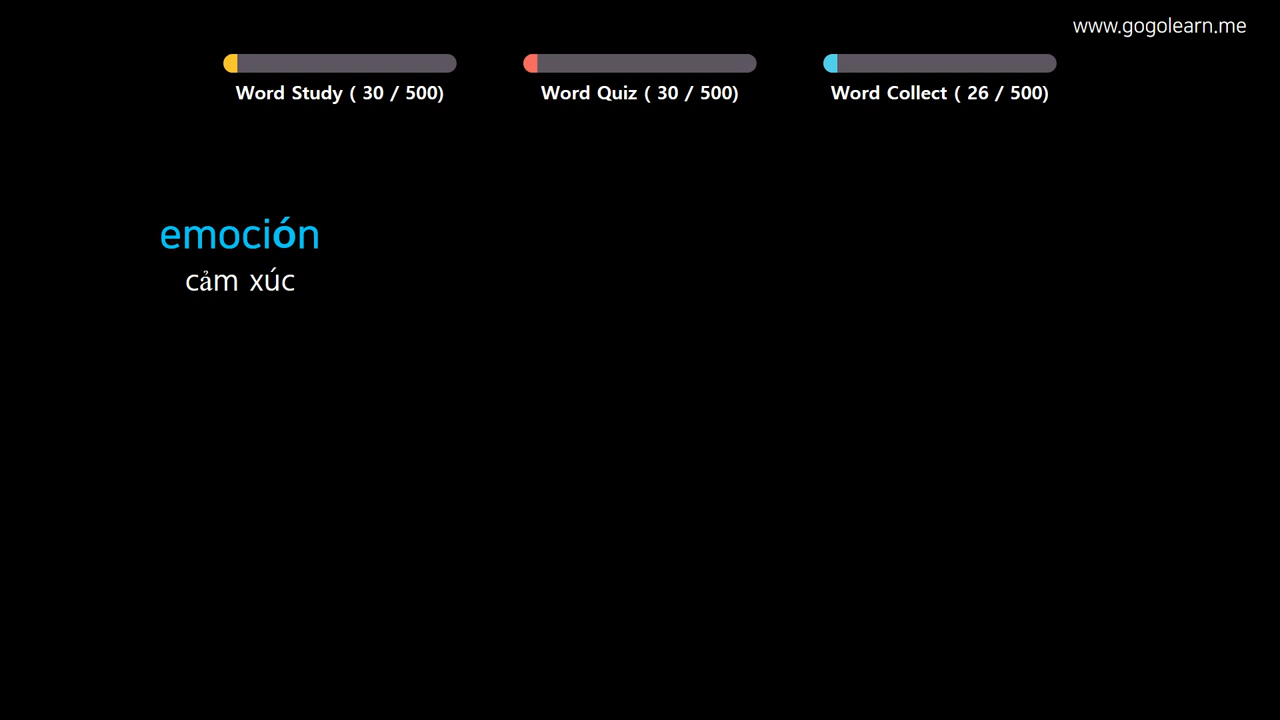 www.gogolearn.me
Word Study ( 30 / 500)
Word Quiz ( 30 / 500)
Word Collect ( 26 / 500)
emoción
cảm xúc